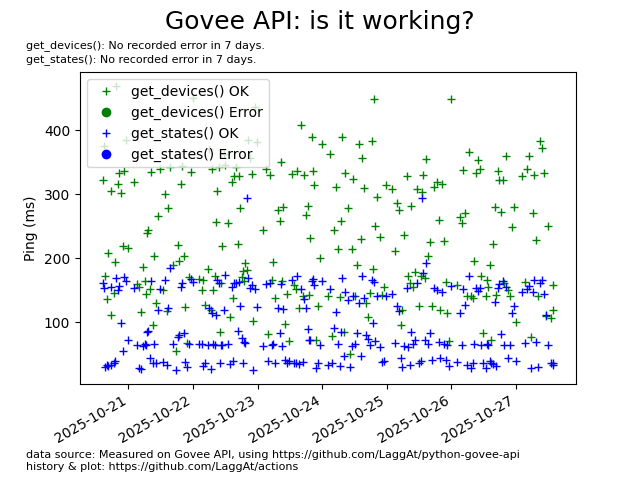 Govee API: is it working?
get_devices(): No recorded error in 7 days.
get_states(): No recorded error in 7 days.
get_devices() OK
get_devices() Error
get_states() OK
get_states() Error
Ping (ms)
400
300
200
100
2025-10-21
2025-10-22
2025-10-23
2025-10-24
2025-10-25
2025-10-26
2025-10-27
data source: Measured on Govee API, using https://github.com/LaggAt/python-govee-api
history & plot: https://github.com/LaggAt/actions